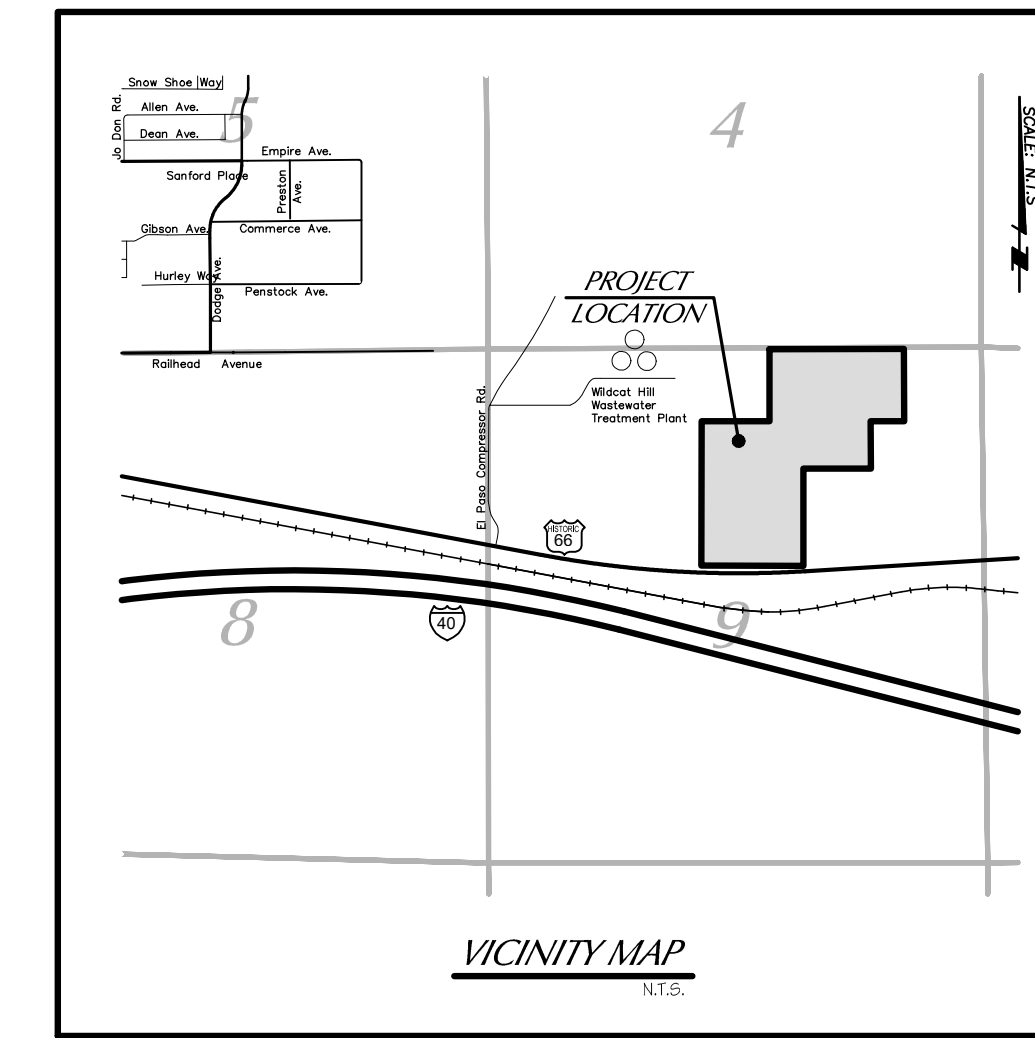 Snow Shoe Way
Jo Don Rd.
Allen Ave.
5
4
SCALE: N.T.S
Dean Ave.
Empire Ave.
Sanford Place
Preston
Ave.
Gibson Ave.
Commerce Ave.
Hurley Way
Dodge Ave.
Penstock Ave.
PROJECT
LOCATION
Railhead Avenue
Wildcat Hill
Wastewater
Treatment Plant
El Paso Compressor Rd.
HISTORIC
66
40
8
9
VICINITY MAP
N.T.S.